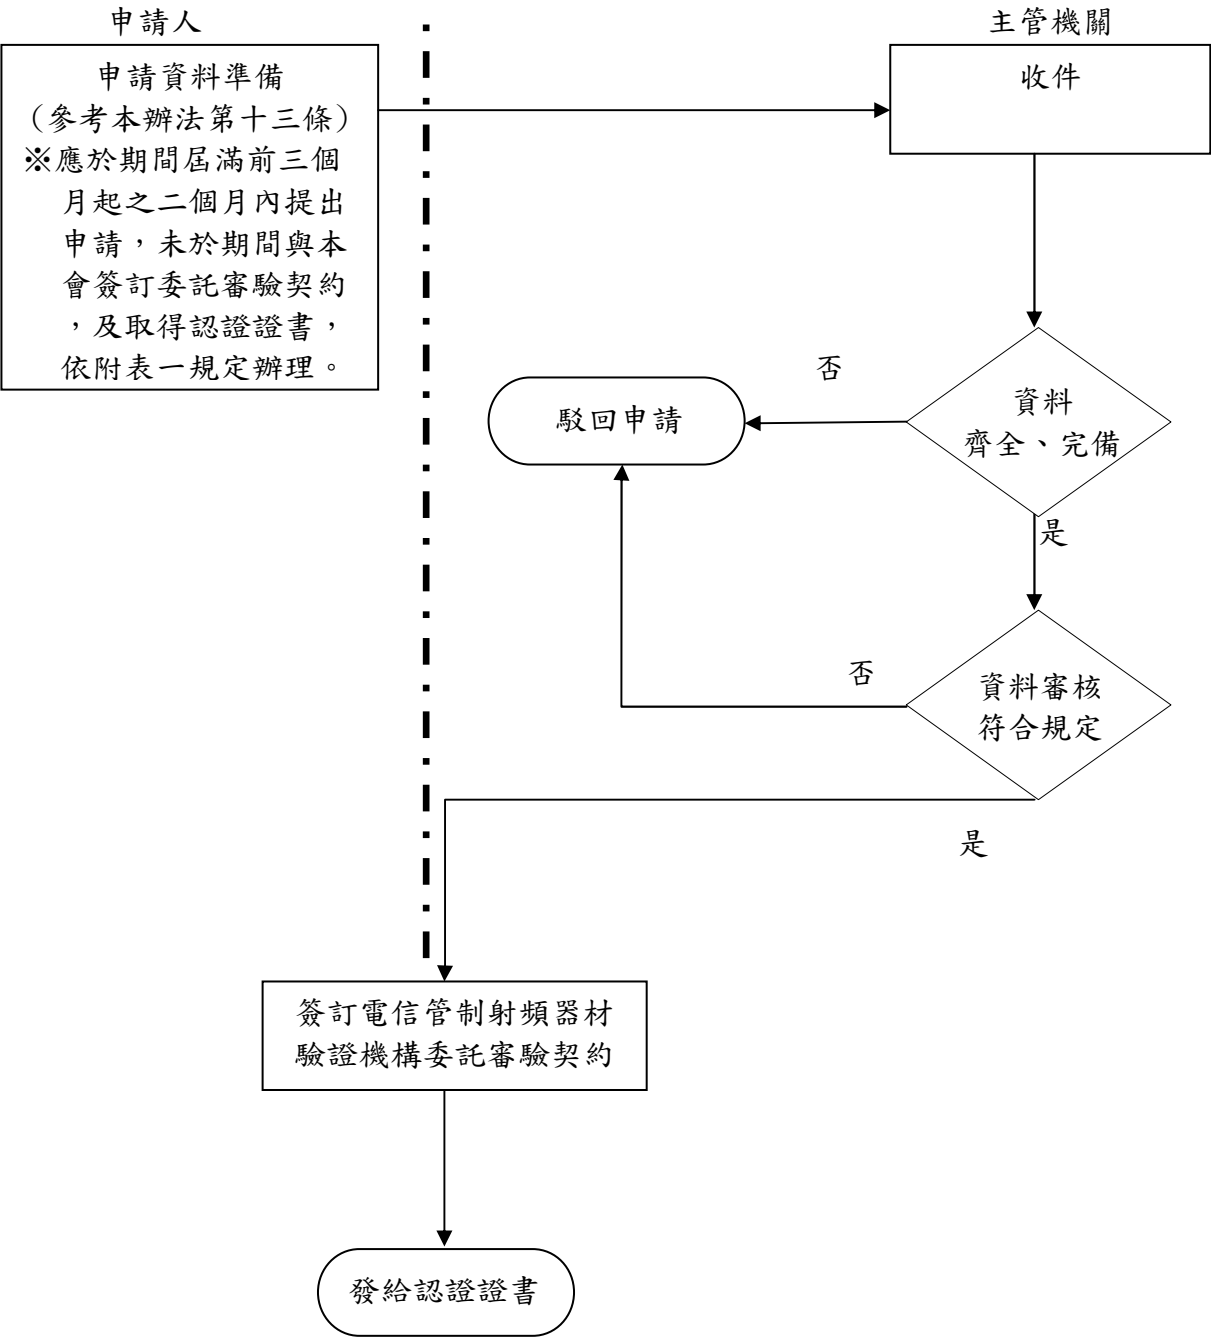 申請人
主管機關
申請資料準備
（參考本辦法第十三條）
※應於期間屆滿前三個
月起之二個月內提出
申請，未於期間與本
會簽訂委託審驗契約
，及取得認證證書，
依附表一規定辦理。
收件
否
資料
齊全、完備
駁回申請
是
否
資料審核
符合規定
是
簽訂電信管制射頻器材
驗證機構委託審驗契約
發給認證證書